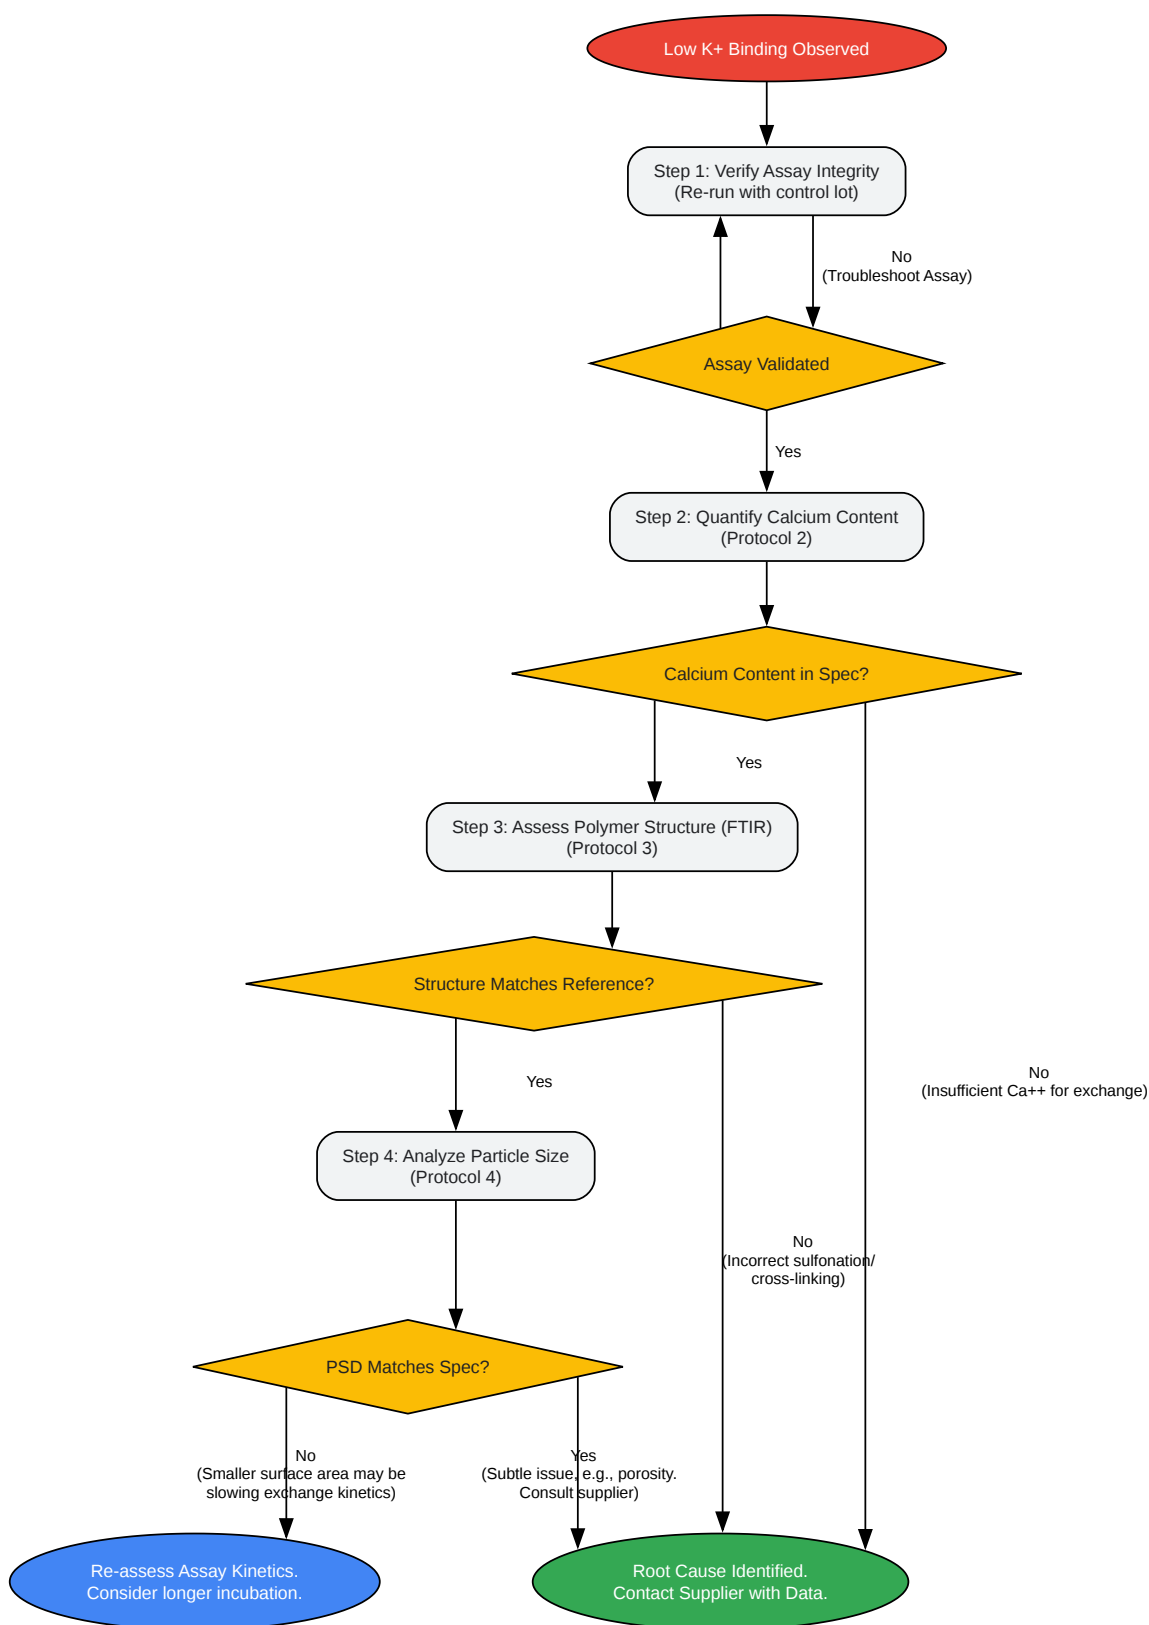 Low K+ Binding Observed
Step 1: Verify Assay Integrity
(Re-run with control lot)
No
(Troubleshoot Assay)
Assay Validated
Yes
Step 2: Quantify Calcium Content
(Protocol 2)
Calcium Content in Spec?
Yes
Step 3: Assess Polymer Structure (FTIR)
(Protocol 3)
Structure Matches Reference?
Yes
No
(Insufficient Ca++ for exchange)
Step 4: Analyze Particle Size
(Protocol 4)
No
(Incorrect sulfonation/
cross-linking)
PSD Matches Spec?
No
(Smaller surface area may be
slowing exchange kinetics)
Yes
(Subtle issue, e.g., porosity.
Consult supplier)
Re-assess Assay Kinetics.
Consider longer incubation.
Root Cause Identified.
Contact Supplier with Data.